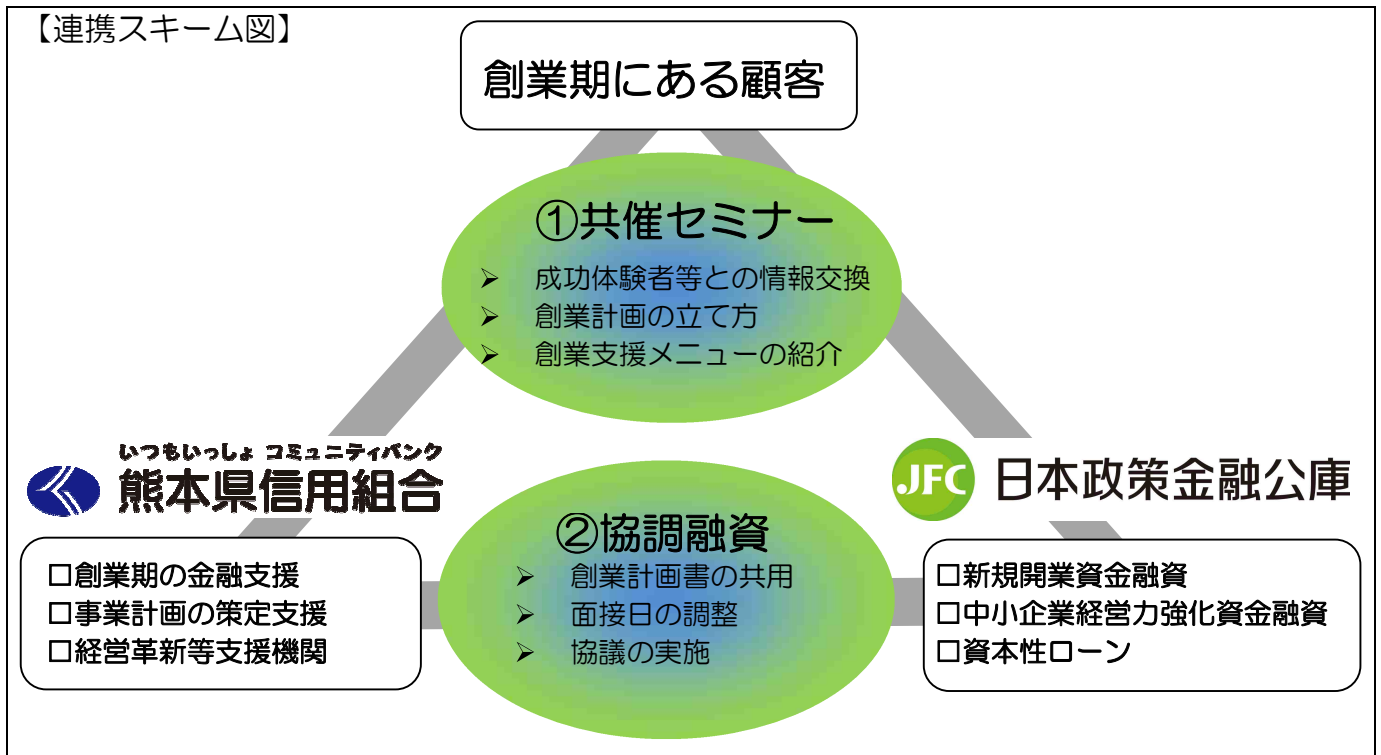 【連携スキーム図】
創業期にある顧客
①共催セミナー
➢ 成功体験者等との情報交換
➢ 創業計画の立て方
➢ 創業支援メニューの紹介
いつもいっしょ コミュニティバンク
熊本県信用組合
JFC 日本政策金融公庫
②協調融資
➢ 創業計画書の共用
➢ 面接日の調整
➢ 協議の実施
□創業期の金融支援
□事業計画の策定支援
□経営革新等支援機関
□新規開業資金融資
□中小企業経営力強化資金融資
□資本性ローン